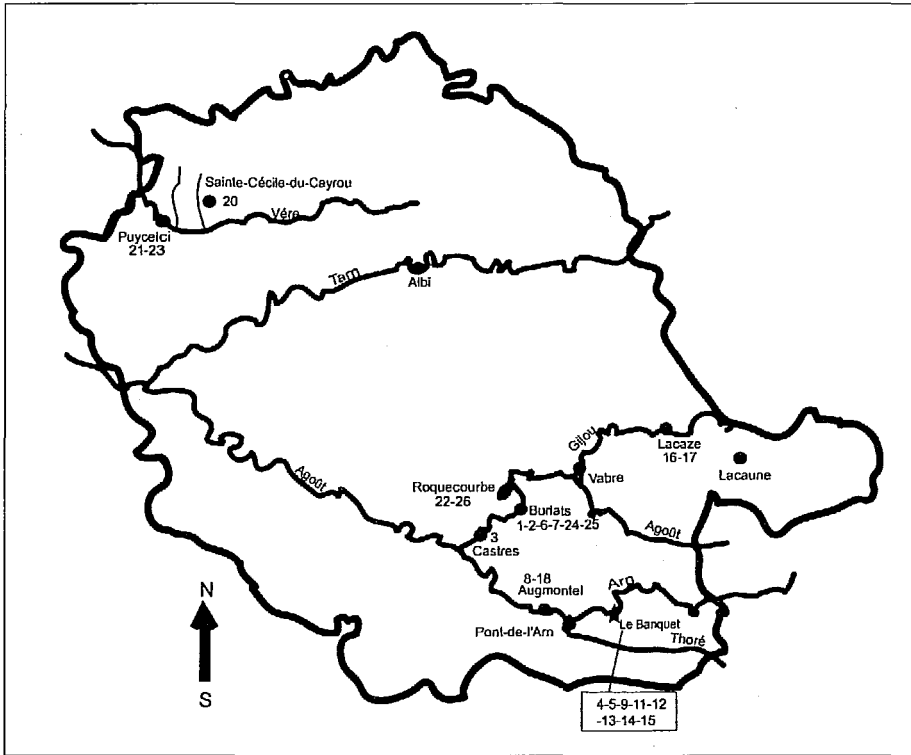 Sainte-Cécile-du-Cayrou
20
Vére
Puycelci
21-23
Tarn
Albi
Gijou
Lacaze
16-17
Lacaune
Agoût
Roquecourbe
22-26
Vabre
Burlats
1-2-6-7-24-25
Agoût
3
Castres
8-18
Augmontel
Arn
Le Banquet
Pont-de-l'Arn
Thoré
N
S
4-5-9-11-12
-13-14-15